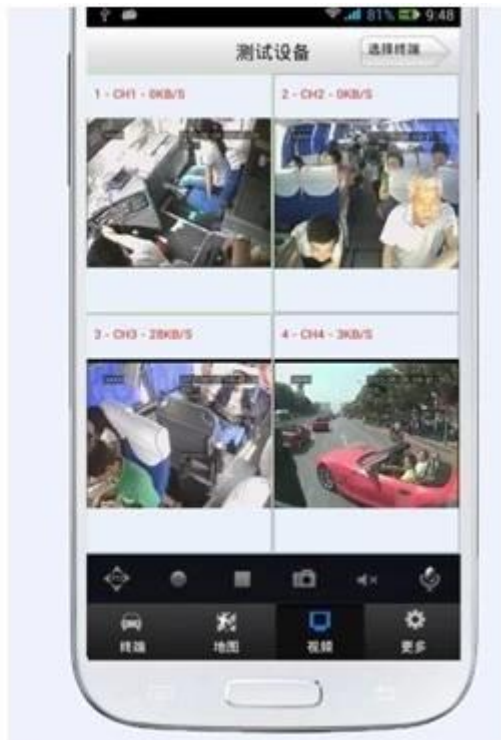 81% 9:48
测试设备 选择终端
1 - CH1 - 0KB/S 2 - CH2 - 0KB/S
3 - CH3 - 28KB/S 4 - CH4 - 3KB/S
终端 地图 视频 更多